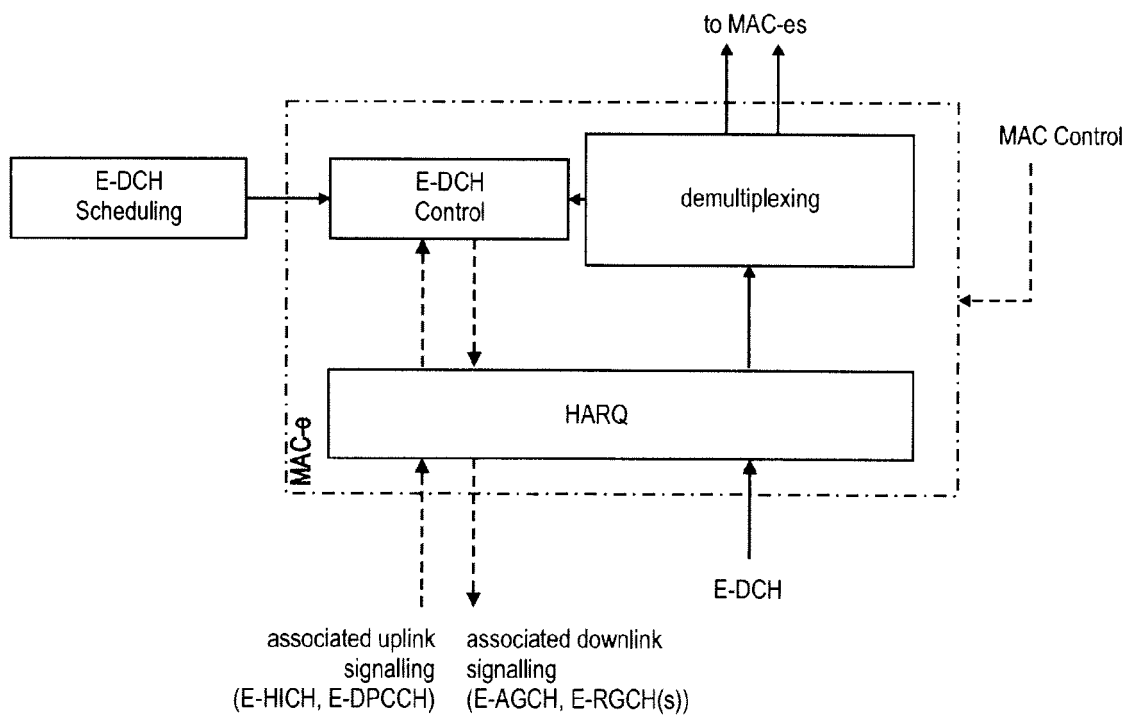 to MAC-es
MAC Control
E-DCH
Scheduling
E-DCH
Control
demultiplexing
HARQ
MAC-e
E-DCH
associated uplink
signalling
(E-HICH, E-DPCCH)
associated downlink
signalling
(E-AGCH, E-RGCH(s))